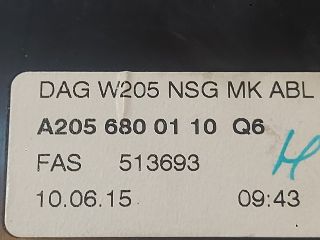 DAG W205 NSG MK ABL
A205 680 01 10 Q6
FAS 513693
10.06.15 09:43